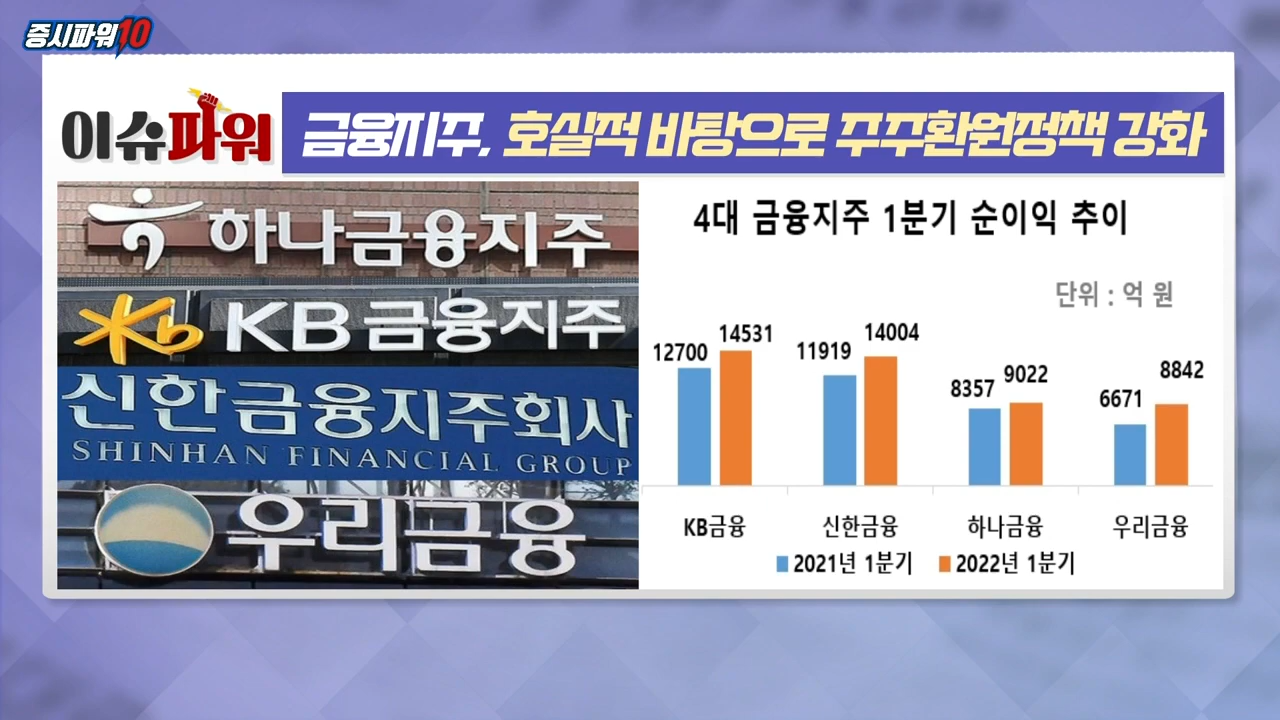 증시파워10
이슈파워
금융지주, 호실적 바탕으로 주주환원정책 강화
하나금융지주
KB금융지주
신한금융지주회사
SHINHAN FINANCIAL GROUP
우리금융
4대 금융지주 1분기 순이익 추이
단위 : 억 원
12700 14531 11919 14004 8357 9022 6671 8842
KB금융 신한금융 하나금융 우리금융
2021년 1분기 2022년 1분기